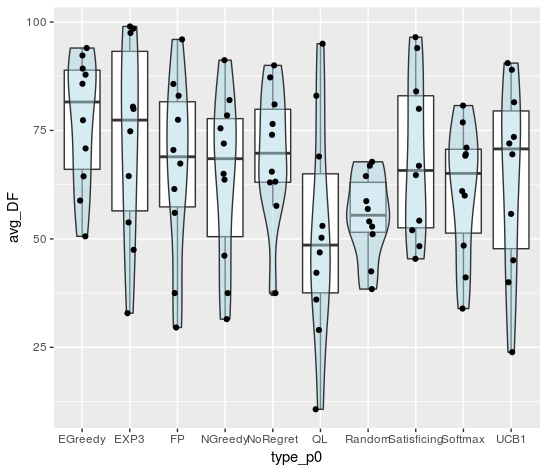 100
75
50
25
avg_DF
EGreedy EXP3 FP NGreedy NoRegret QL Random Satisficing Softmax UCB1
type_p0